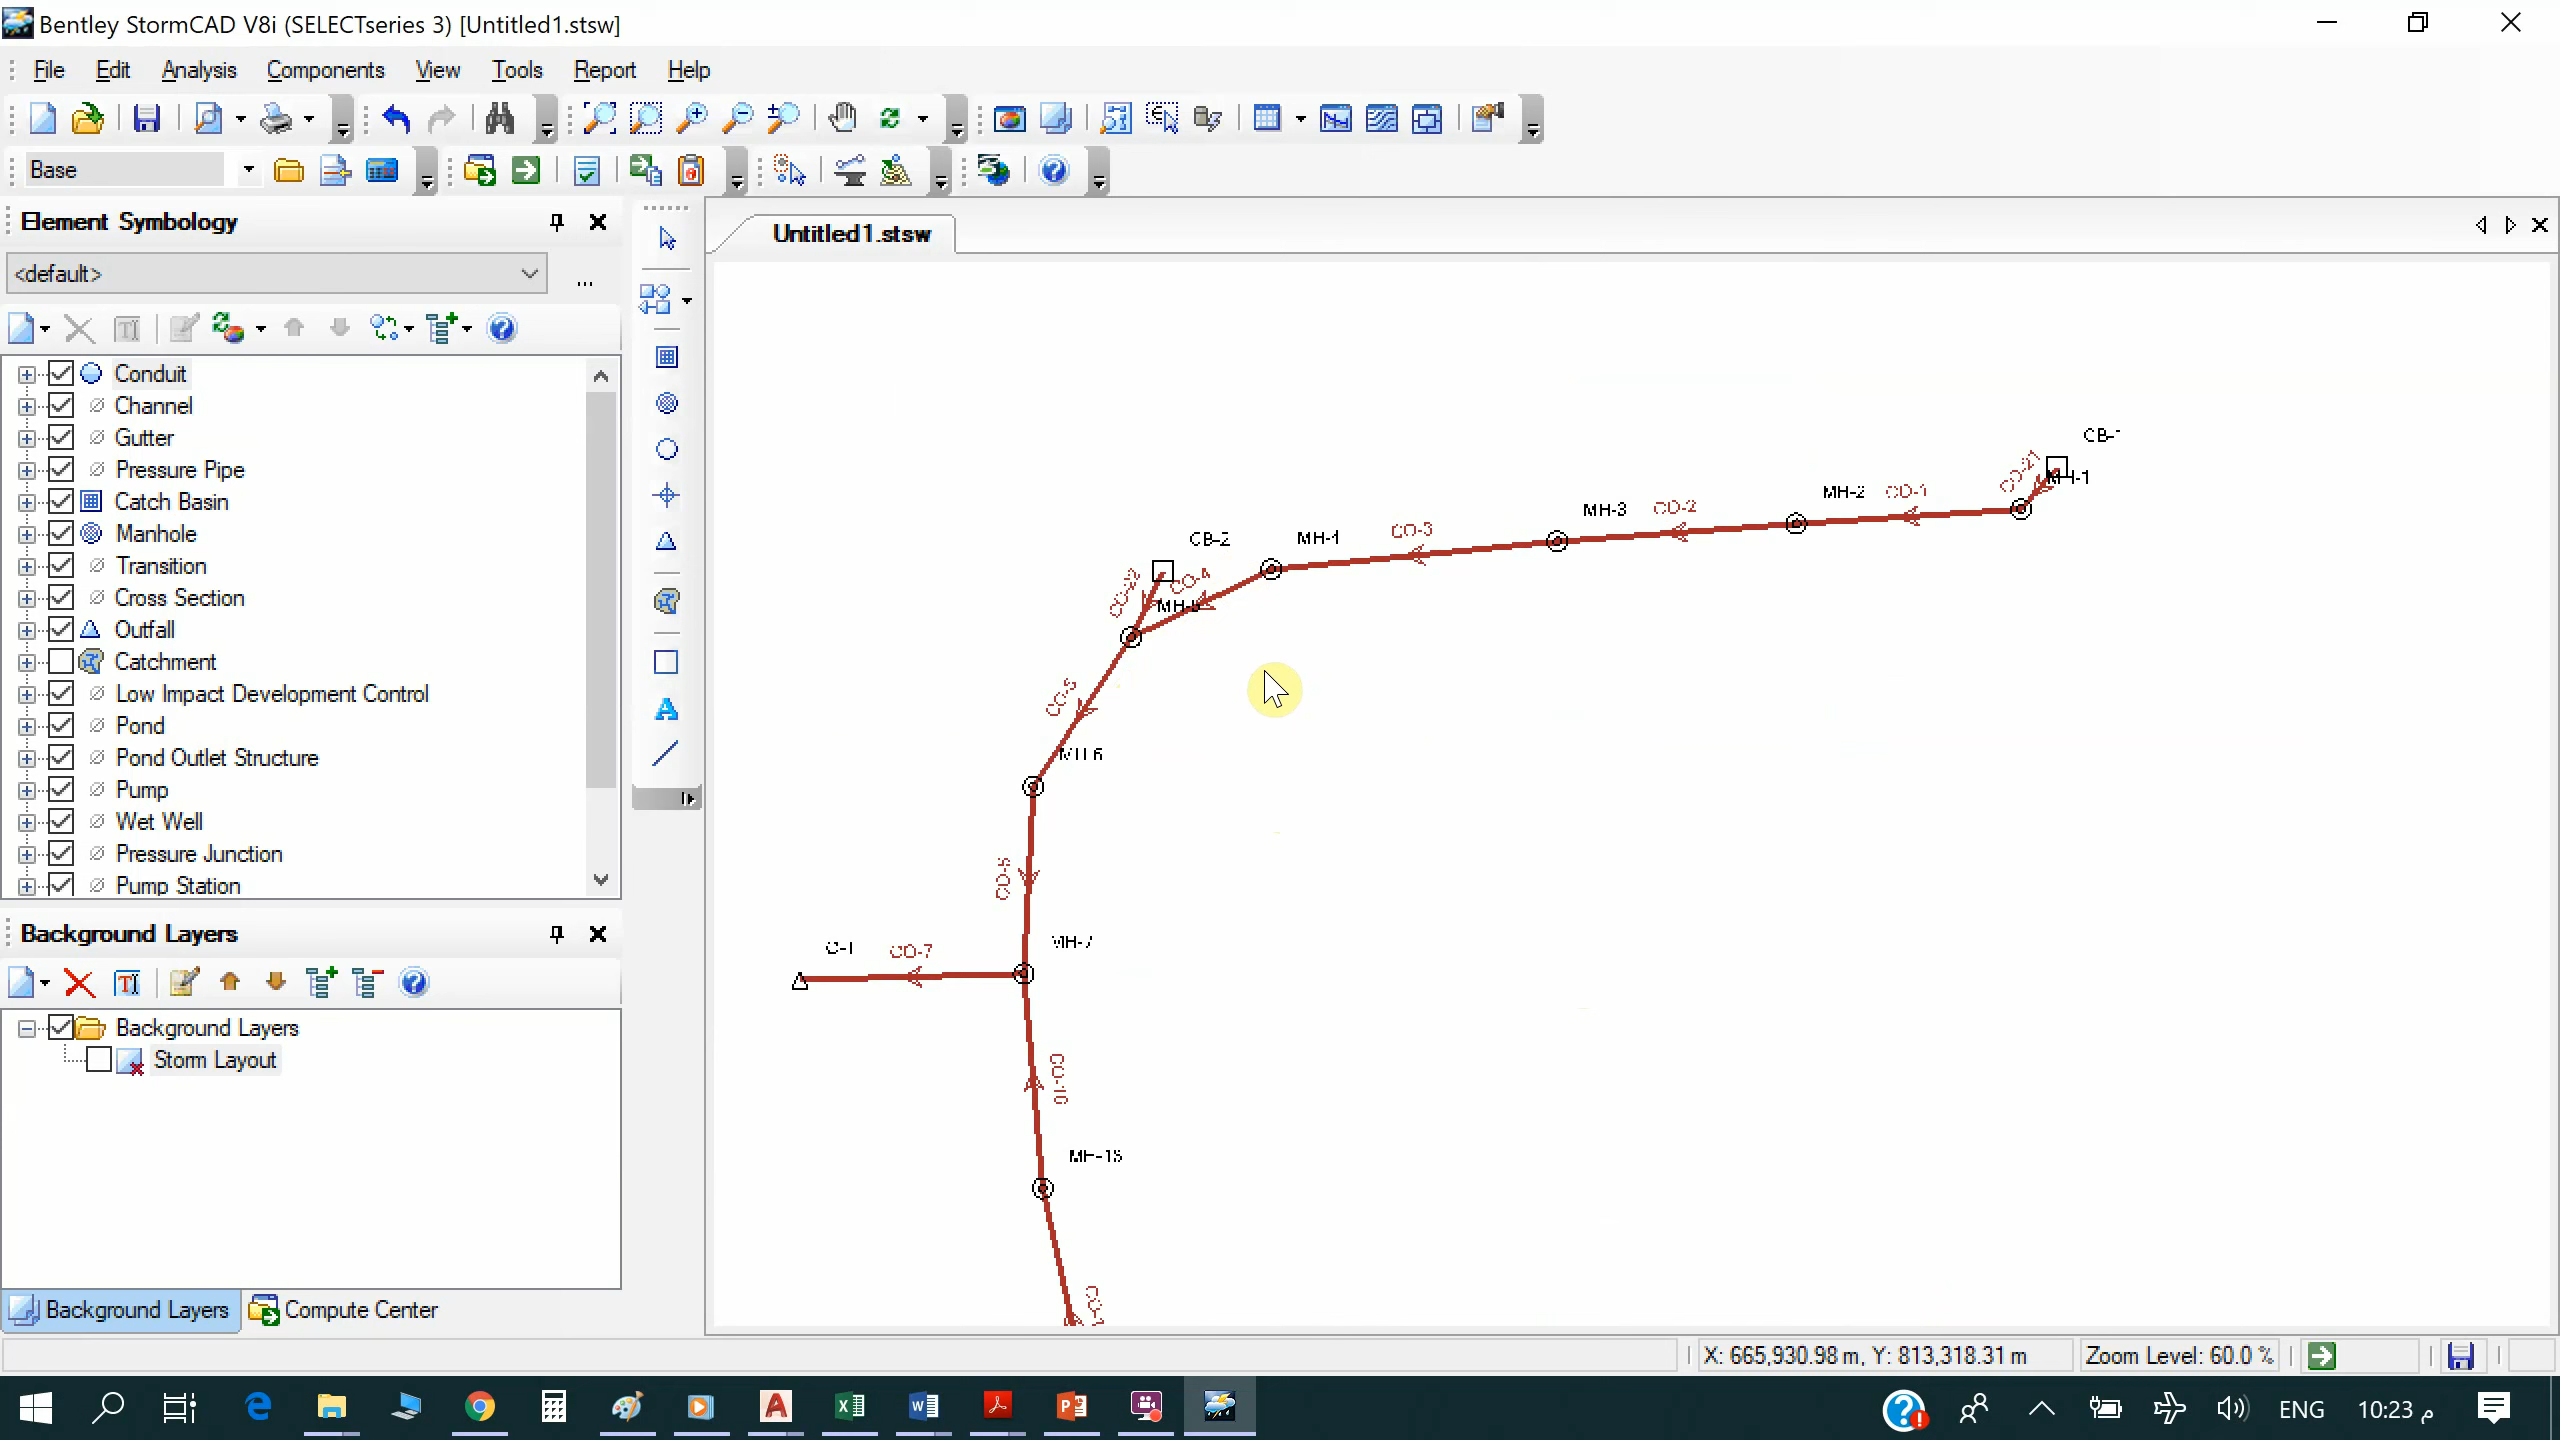 Bentley StormCAD V8i (SELECTseries 3) [Untitled1.stsw]
File Edit Analysis Components View Tools Report Help
Base
Element Symbology
<default>
...
Conduit
Channel
Gutter
Pressure Pipe
Catch Basin
Manhole
Transition
Cross Section
Outfall
Catchment
Low Impact Development Control
Pond
Pond Outlet Structure
Pump
Wet Well
Pressure Junction
Pump Station
Background Layers
Background Layers
Storm Layout
Background Layers Compute Center
Untitled1.stsw
MH-1
MH-2 CO-1
MH-3 CO-2
CB-2
CO-3
CO-4
MH-7
CO-7
X: 665,930.98 m, Y: 813,318.31 m Zoom Level: 60.0 %
ENG 10:23 م